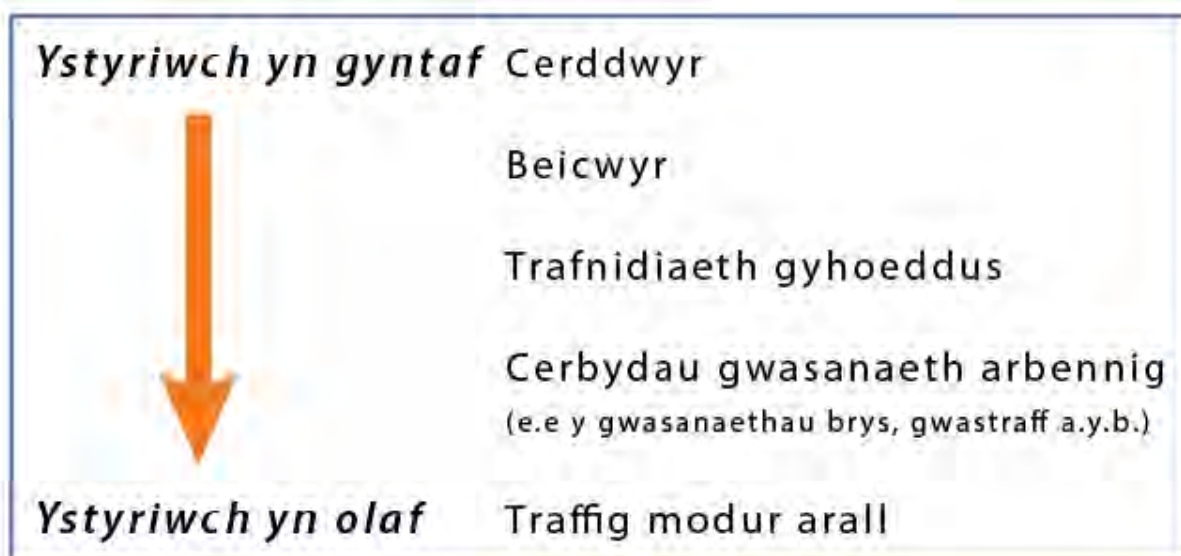 Ystyriwch yn gyntaf Cerddwyr
Beicwyr
Trafnidiaeth gyhoeddus
Cerbydau gwasanaeth arbennig
(e.e y gwasanaethau brys, gwastraff a.y.b.)
Ystyriwch yn olaf Traffig modur arall